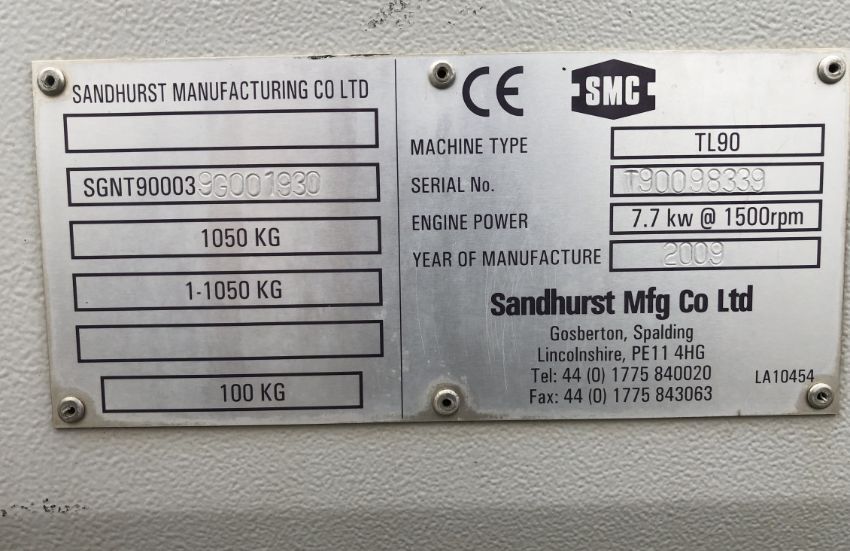 SANDHURST MANUFACTURING CO LTD
SGNT900039G001930
1050 KG
1-1050 KG
100 KG
CE SMC
MACHINE TYPE TL90
SERIAL No. T90098339
ENGINE POWER 7.7 kw @ 1500rpm
YEAR OF MANUFACTURE 2009
Sandhurst Mfg Co Ltd
Gosberton, Spalding
Lincolnshire, PE11 4HG
Tel: 44 (0) 1775 840020
Fax: 44 (0) 1775 843063
LA10454